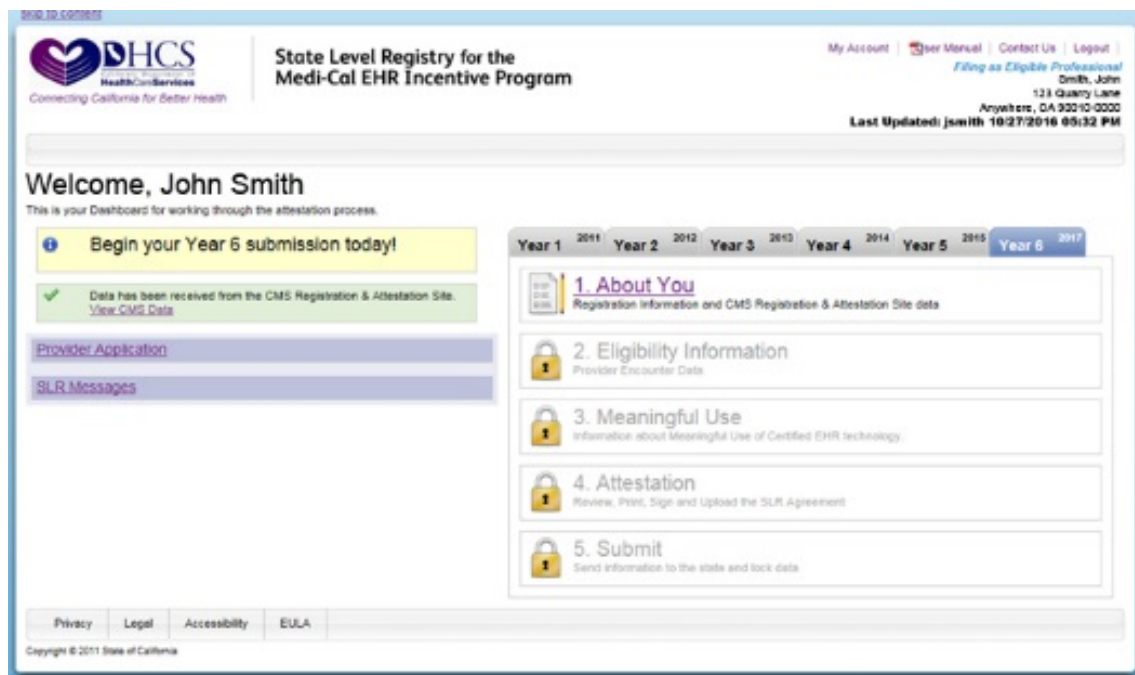 Skip to content
DHCS
HealthCareServices
Connecting California for Better Health
State Level Registry for the
Medi-Cal EHR Incentive Program
My Account | User Manual | Contact Us | Logout |
Filing as Eligible Professional
Smith, John
123 Quarry Lane
Anywhere, CA 90010-0000
Last Updated: jsmith 10/27/2016 05:32 PM
Welcome, John Smith
This is your Dashboard for working through the attestation process.
Begin your Year 6 submission today!
Data has been received from the CMS Registration & Attestation Site.
View CMS Data
Provider Application
SLR Messages
Year 1 2011 Year 2 2012 Year 3 2013 Year 4 2014 Year 5 2015 Year 6 2017
1. About You
Registration Information and CMS Registration & Attestation Site data
2. Eligibility Information
Provider Encounter Data
3. Meaningful Use
Information about Meaningful Use of Certified EHR technology.
4. Attestation
Review, Print, Sign and Upload the SLR Agreement
5. Submit
Send information to the state and lock data
Privacy Legal Accessibility EULA
Copyright © 2011 State of California